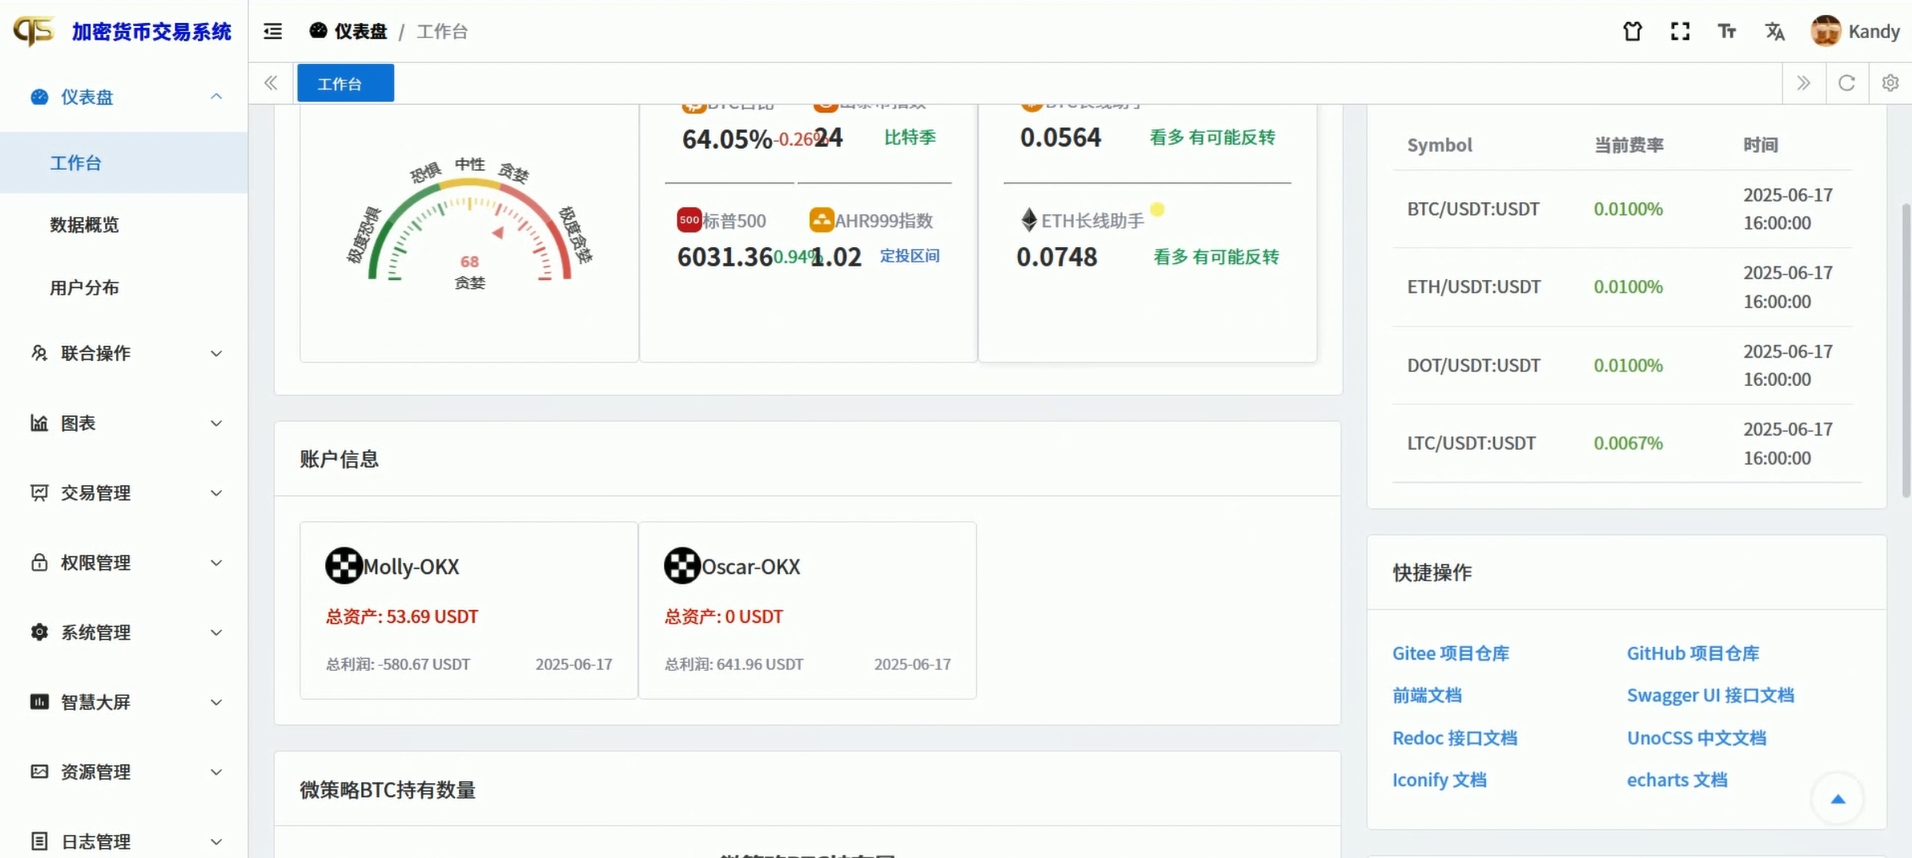 加密货币交易系统
仪表盘 / 工作台
Kandy
仪表盘
工作台
数据概览
用户分布
联合操作
图表
交易管理
权限管理
系统管理
智慧大屏
资源管理
日志管理
工作台
极度恐惧
恐惧
中性
贪婪
极度贪婪
68
贪婪
64.05% -0.26%
24 比特季
500 标普500
6031.36 0.94%
AHR999指数
1.02 定投区间
BTC长线助手
0.0564 看多 有可能反转
ETH长线助手
0.0748 看多 有可能反转
账户信息
Molly-OKX
总资产: 53.69 USDT
总利润: -580.67 USDT 2025-06-17
Oscar-OKX
总资产: 0 USDT
总利润: 641.96 USDT 2025-06-17
微策略BTC持有数量
Symbol 当前费率 时间
BTC/USDT:USDT 0.0100% 2025-06-17
16:00:00
ETH/USDT:USDT 0.0100% 2025-06-17
16:00:00
DOT/USDT:USDT 0.0100% 2025-06-17
16:00:00
LTC/USDT:USDT 0.0067% 2025-06-17
16:00:00
快捷操作
Gitee 项目仓库 GitHub 项目仓库
前端文档 Swagger UI 接口文档
Redoc 接口文档 UnoCSS 中文文档
Iconify 文档 echarts 文档